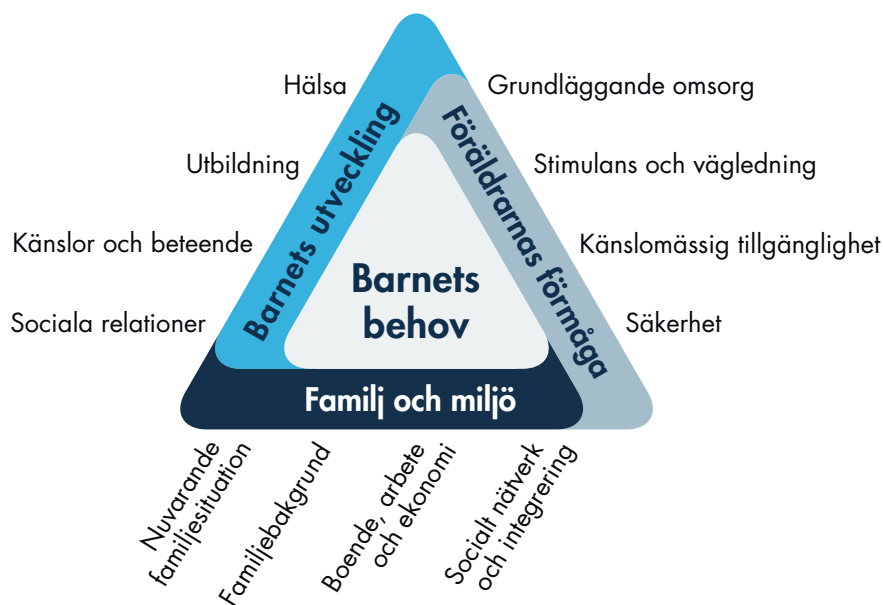 Hälsa
Utbildning
Känslor och beteende
Sociala relationer
Barnets utveckling
Grundläggande omsorg
Stimulans och vägledning
Känslomässig tillgänglighet
Säkerhet
Föräldrarnas förmåga
Barnets
behov
Familj och miljö
Nuvarande
familjesituation
Familjebakgrund
Boende, arbete
och ekonomi
Socialt nätverk
och integrering